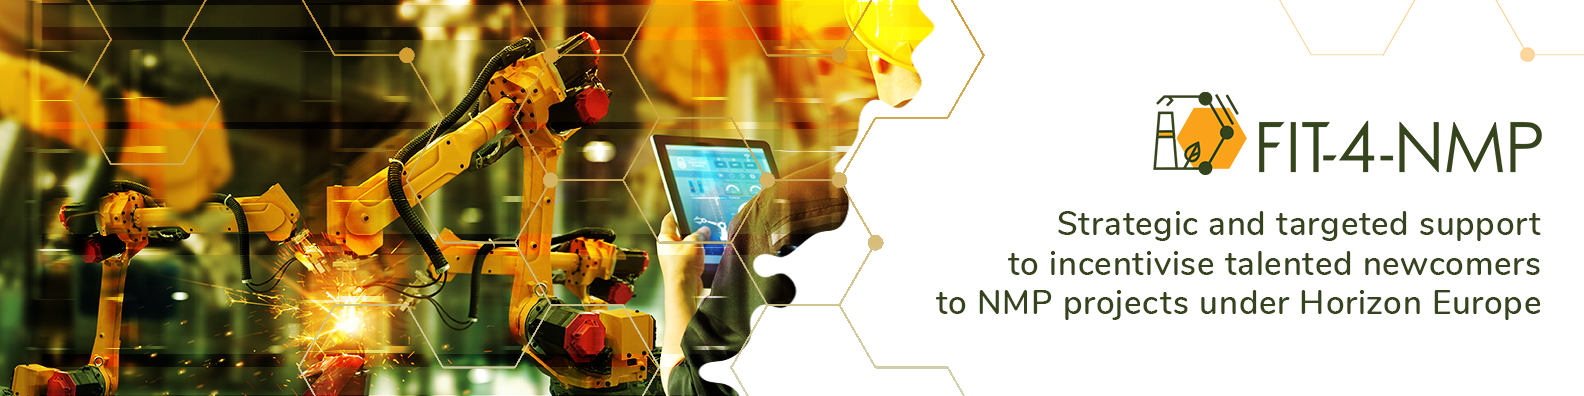 FIT-4-NMP
Strategic and targeted support
to incentivise talented newcomers
to NMP projects under Horizon Europe